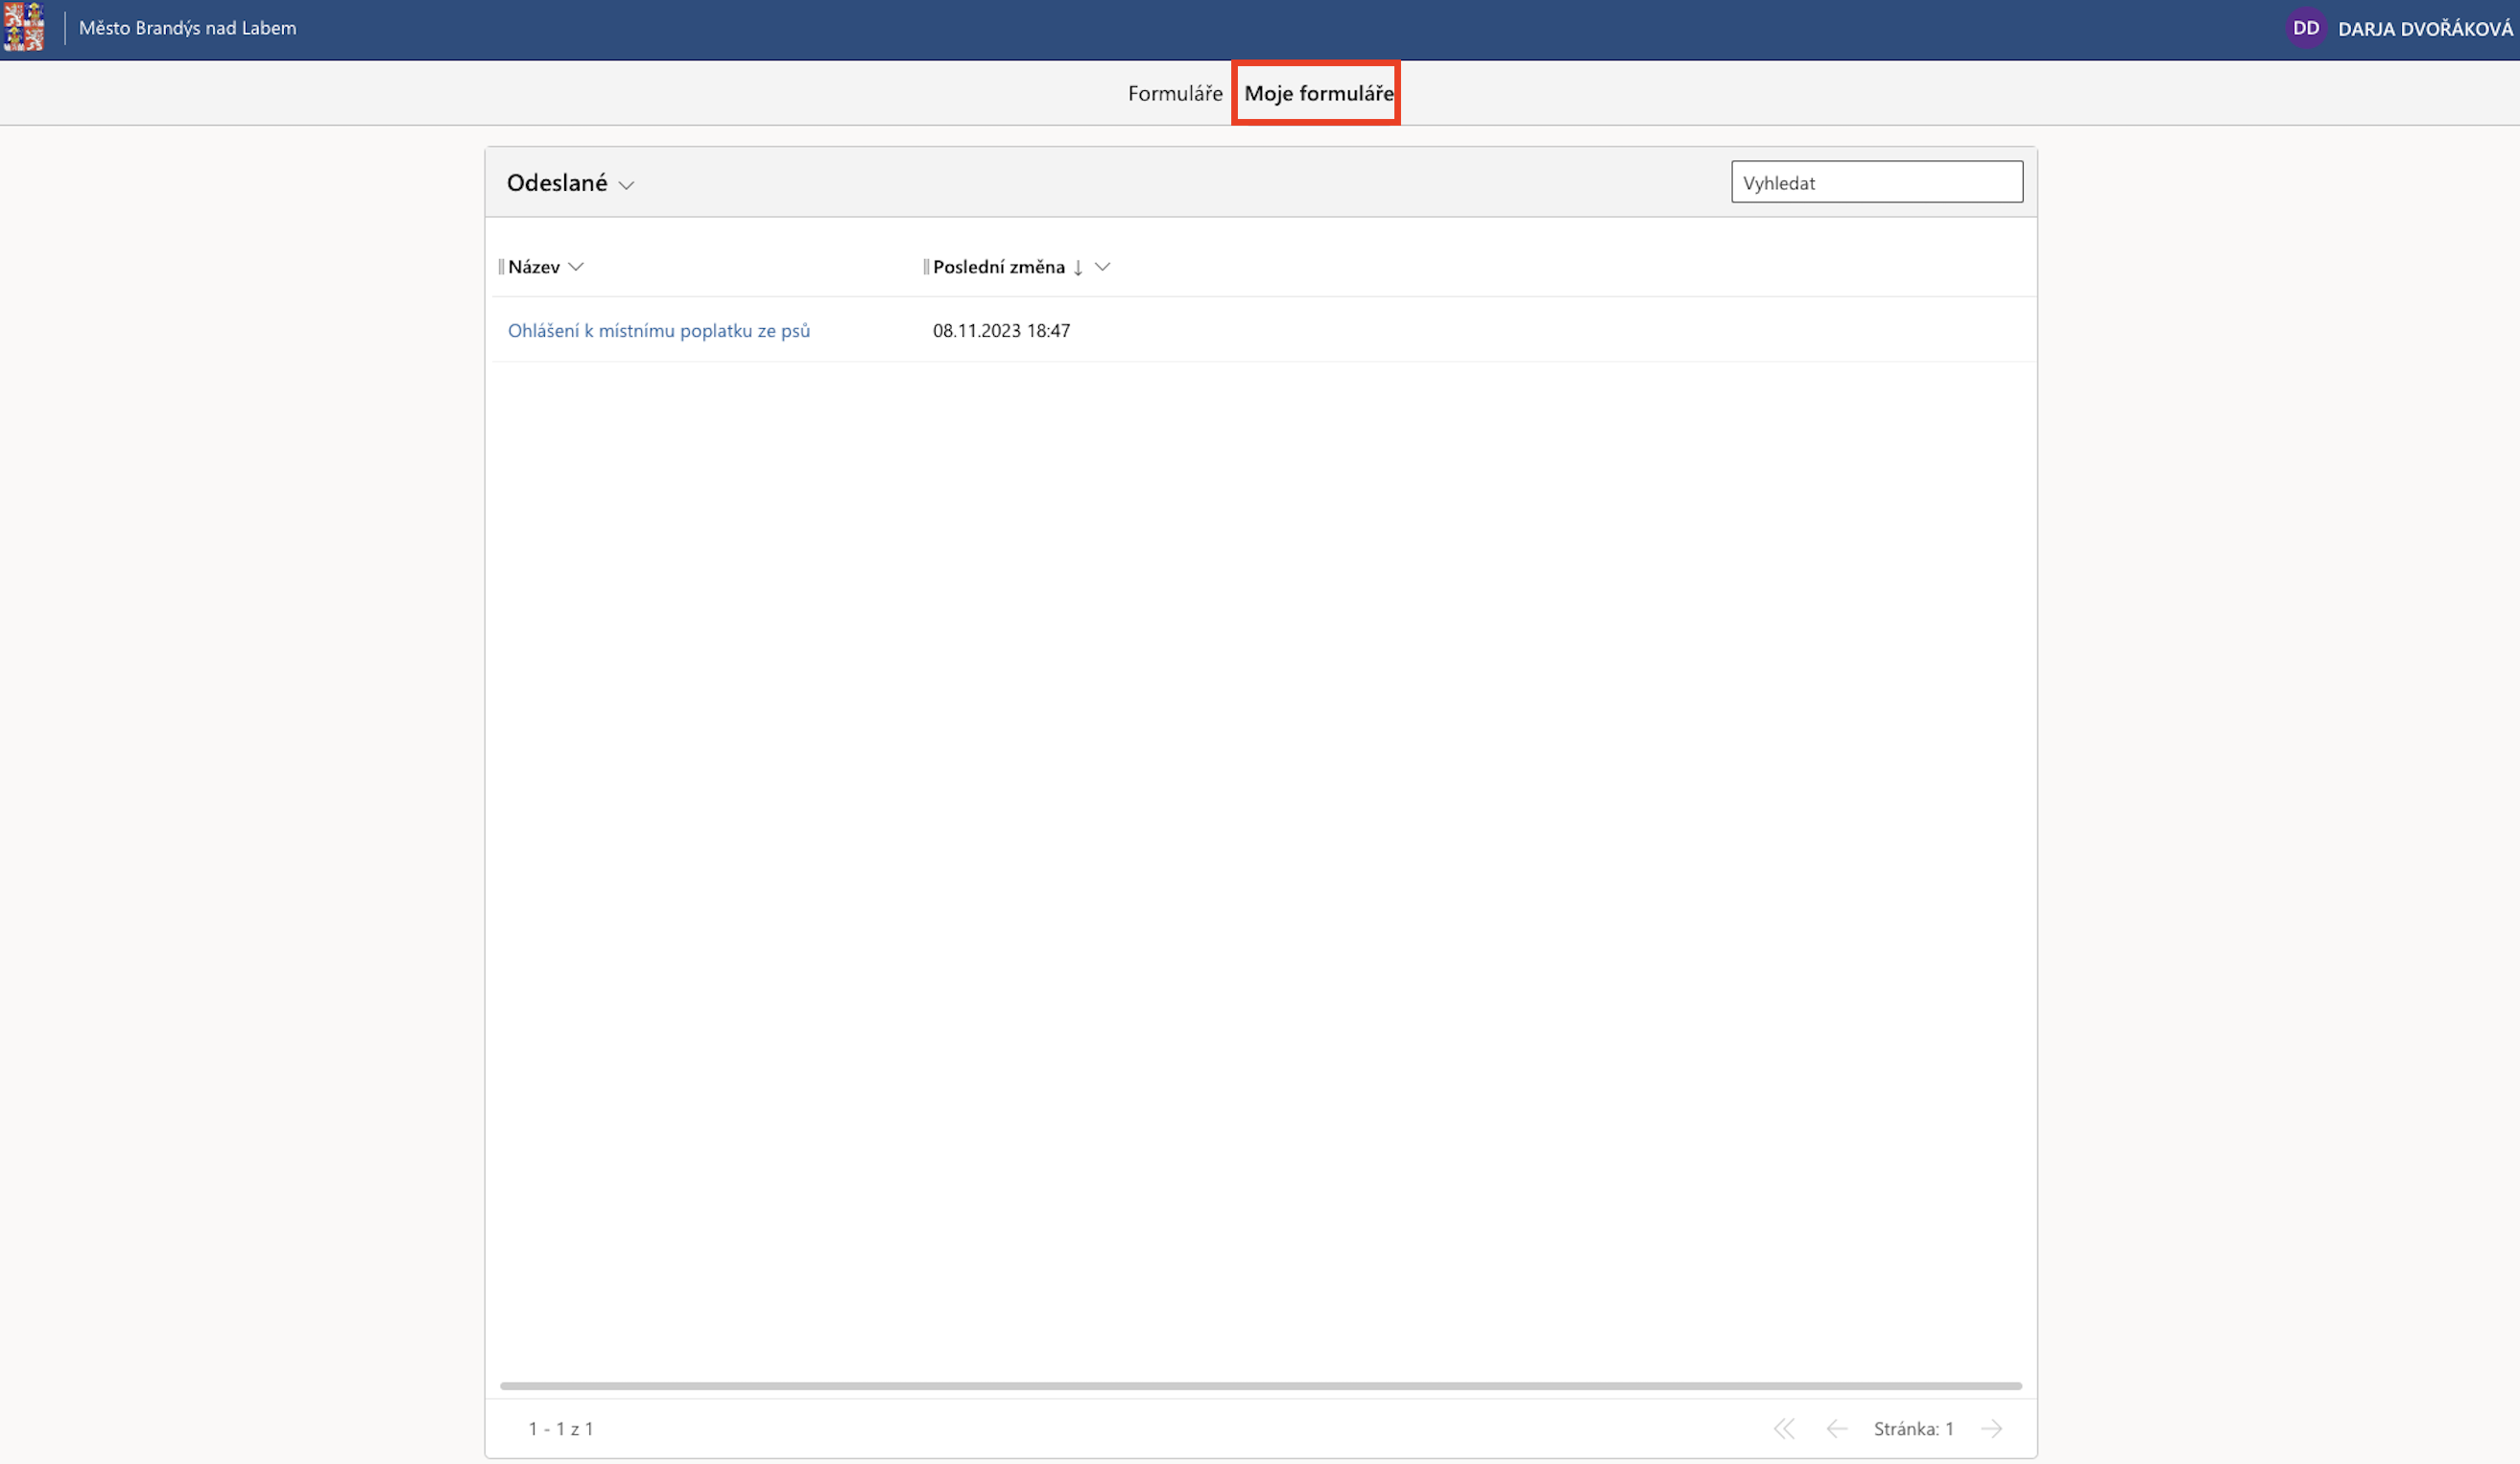 Město Brandýs nad Labem
DD DARJA DVOŘÁKOVÁ
Formuláře Moje formuláře
Odeslané
Vyhledat
Název Poslední změna
Ohlášení k místnímu poplatku ze psů 08.11.2023 18:47
1 - 1 z 1 Stránka: 1